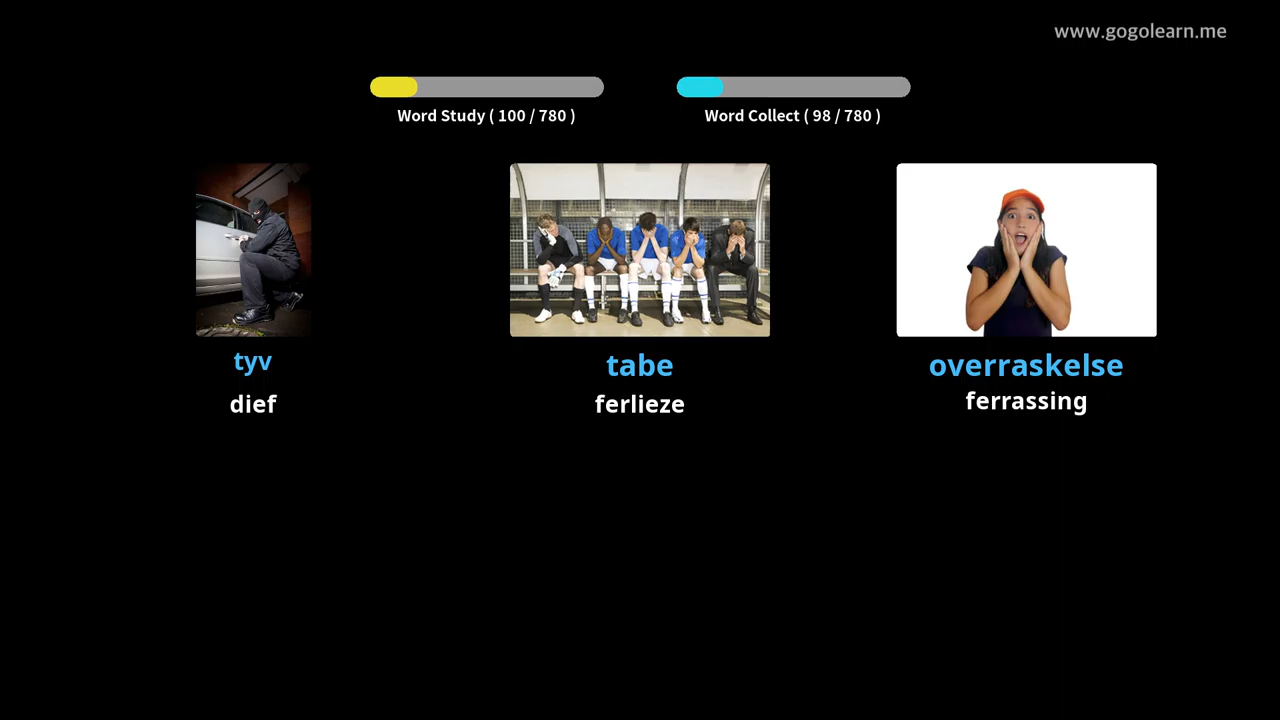 www.gogolearn.me
Word Study ( 100 / 780 )
Word Collect ( 98 / 780 )
tyv
tabe
overraskelse
dief
ferlieze
ferrassing